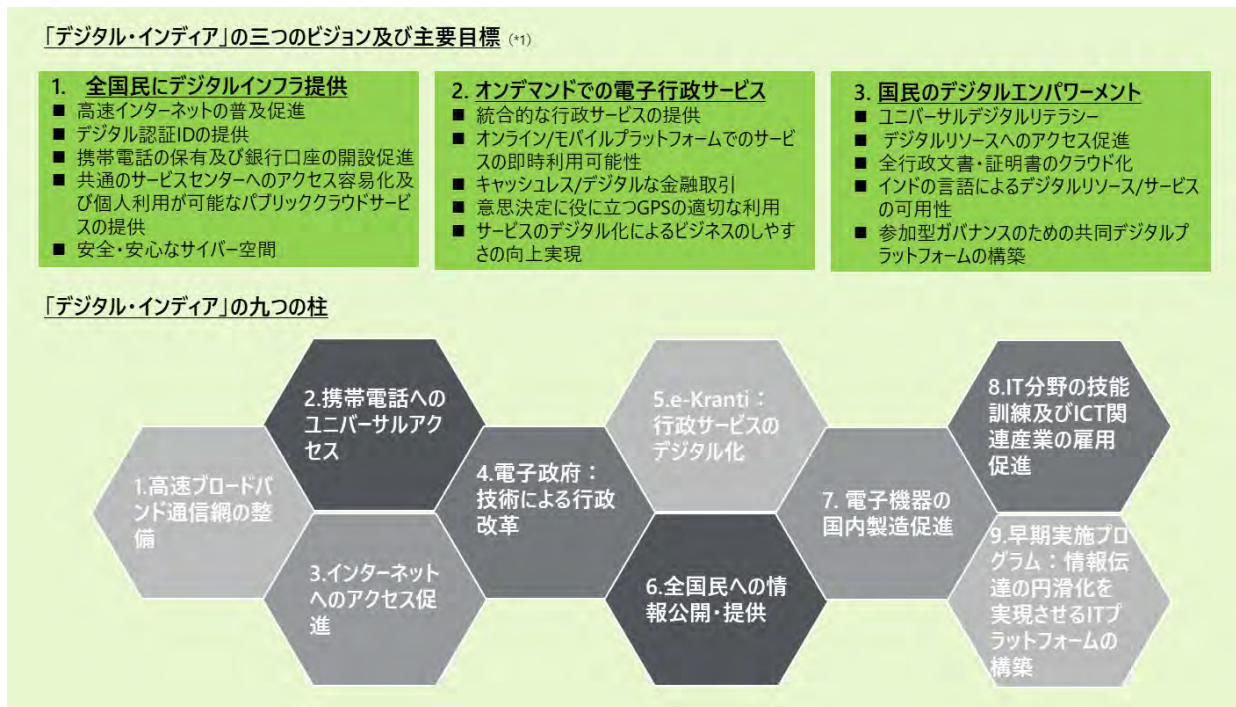 「デジタル・インディア」の三つのビジョン及び主要目標 (*1)
1. 全国民にデジタルインフラ提供
■ 高速インターネットの普及促進
■ デジタル認証IDの提供
■ 携帯電話の保有及び銀行口座の開設促進
■ 共通のサービスセンターへのアクセス容易化及
び個人利用が可能なパブリッククラウドサービ
スの提供
■ 安全・安心なサイバー空間
2. オンデマンドでの電子行政サービス
■ 統合的な行政サービスの提供
■ オンライン/モバイルプラットフォームでのサービ
スの即時利用可能性
■ キャッシュレス/デジタルな金融取引
■ 意思決定に役に立つGPSの適切な利用
■ サービスのデジタル化によるビジネスのしやす
さの向上実現
3. 国民のデジタルエンパワーメント
■ ユニバーサルデジタルリテラシー
■ デジタルリソースへのアクセス促進
■ 全行政文書・証明書のクラウド化
■ インドの言語によるデジタルリソース/サービス
の可用性
■ 参加型ガバナンスのための共同デジタルプ
ラットフォームの構築
「デジタル・インディア」の九つの柱
1.高速ブロードバ
ンド通信網の整
備
2.携帯電話への
ユニバーサルアク
セス
3.インターネット
へのアクセス促
進
4.電子政府：
技術による行政
改革
5.e-Kranti：
行政サービスの
デジタル化
6.全国民への情
報公開・提供
7. 電子機器の
国内製造促進
8.IT分野の技能
訓練及びICT関
連産業の雇用
促進
9.早期実施プロ
グラム：情報伝
達の円滑化を
実現させるITプ
ラットフォームの
構築